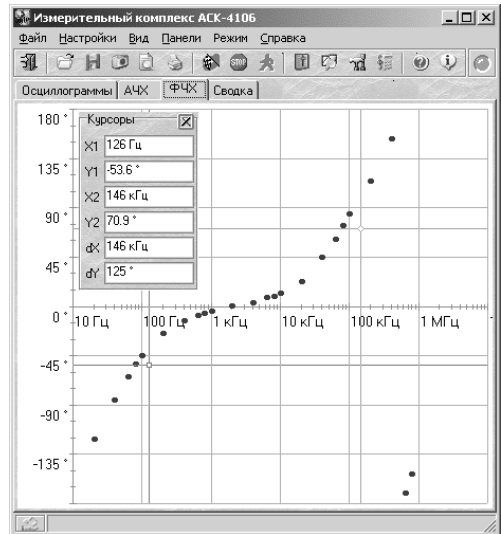 Измерительный комплекс АСК-4106
Файл Настройки Вид Панели Режим Справка
Осциллограммы АЧХ ФЧХ Сводка
180 °
135 °
90 °
45 °
0 °
-45 °
-90 °
-135 °
Курсоры
X1 126 Гц
Y1 -53.6 °
X2 146 кГц
Y2 70.9 °
dX 146 кГц
dY 125 °
10 Гц 100 Гц 1 кГц 10 кГц 100 кГц 1 МГц